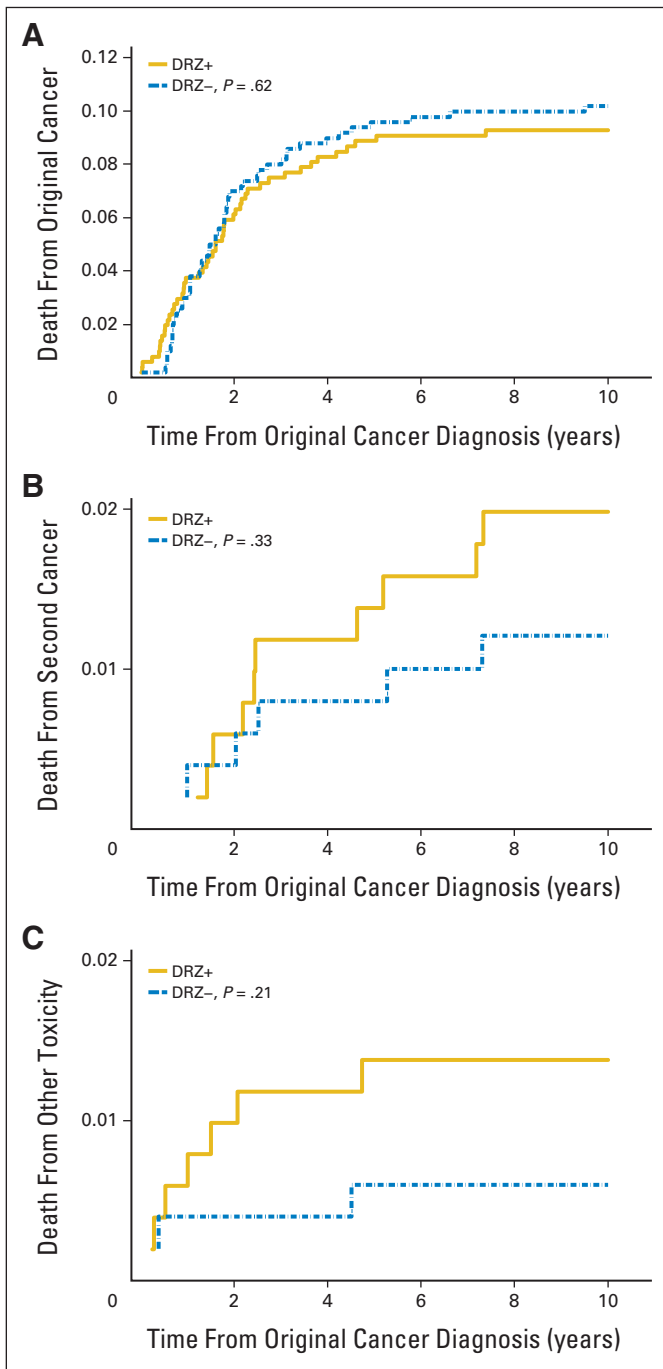 A
Death From Original Cancer
0.12
0.10
0.08
0.06
0.04
0.02
DRZ+
DRZ–, P = .62
0 2 4 6 8 10
Time From Original Cancer Diagnosis (years)
B
Death From Second Cancer
0.02
0.01
DRZ+
DRZ–, P = .33
0 2 4 6 8 10
Time From Original Cancer Diagnosis (years)
C
Death From Other Toxicity
0.02
0.01
DRZ+
DRZ–, P = .21
0 2 4 6 8 10
Time From Original Cancer Diagnosis (years)